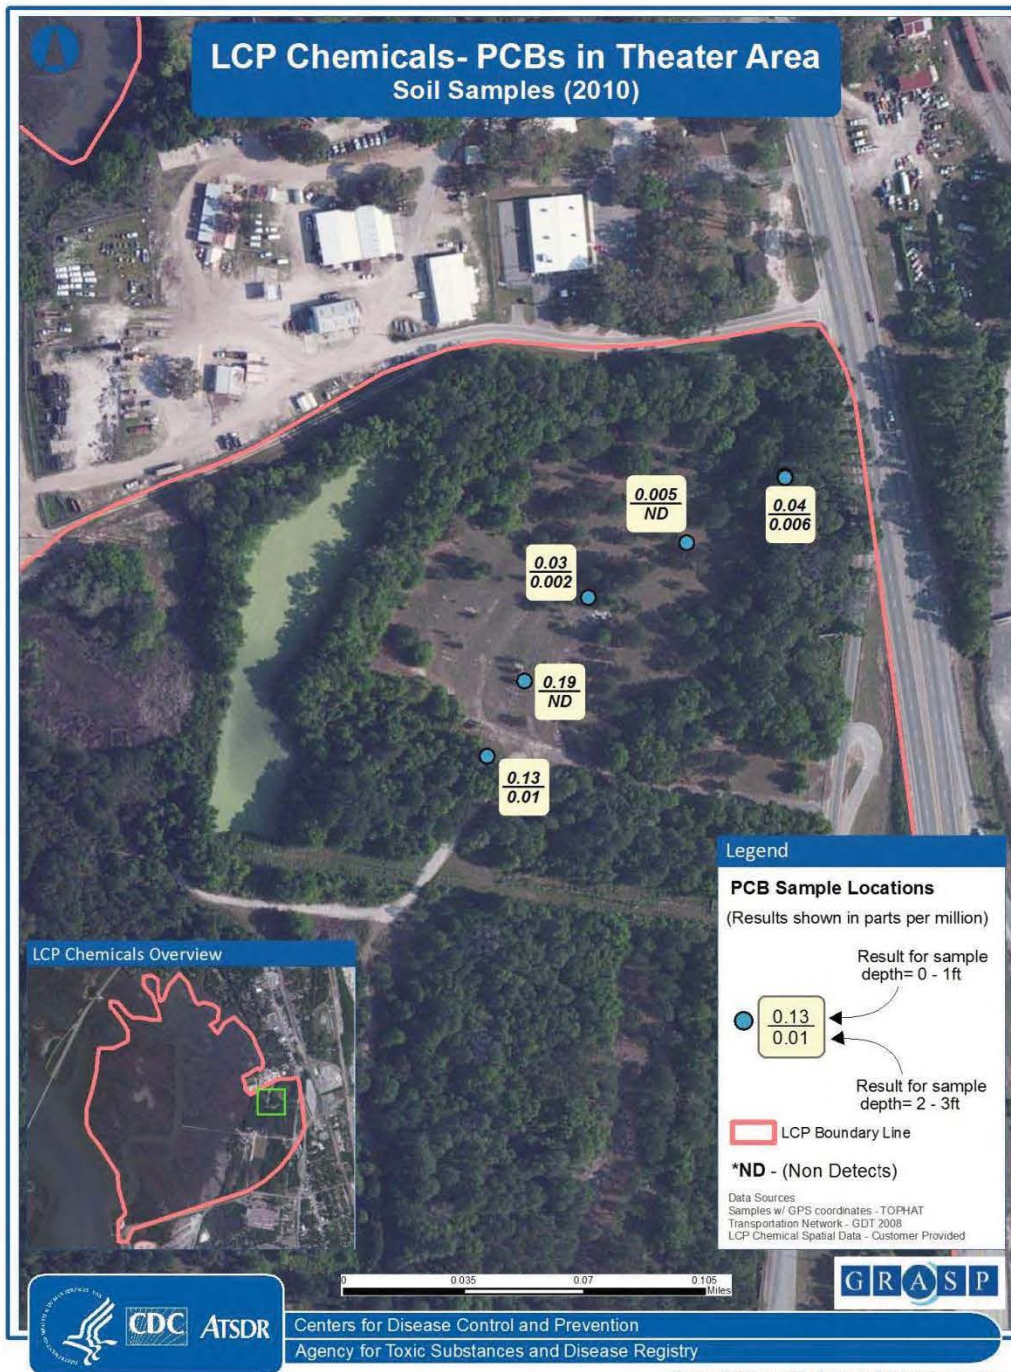 LCP Chemicals- PCBs in Theater Area
Soil Samples (2010)
0.005
ND
0.04
0.006
0.03
0.002
0.19
ND
0.13
0.01
Legend
PCB Sample Locations
(Results shown in parts per million)
Result for sample
depth= 0 - 1ft
0.13
0.01
Result for sample
depth= 2 - 3ft
LCP Boundary Line
*ND - (Non Detects)
Data Sources
Samples w/ GPS coordinates - TOPHAT
Transportation Network - GDT 2008
LCP Chemical Spatial Data - Customer Provided
LCP Chemicals Overview
0 0.035 0.07 0.105
Miles
GRASP
CDC ATSDR
Centers for Disease Control and Prevention
Agency for Toxic Substances and Disease Registry